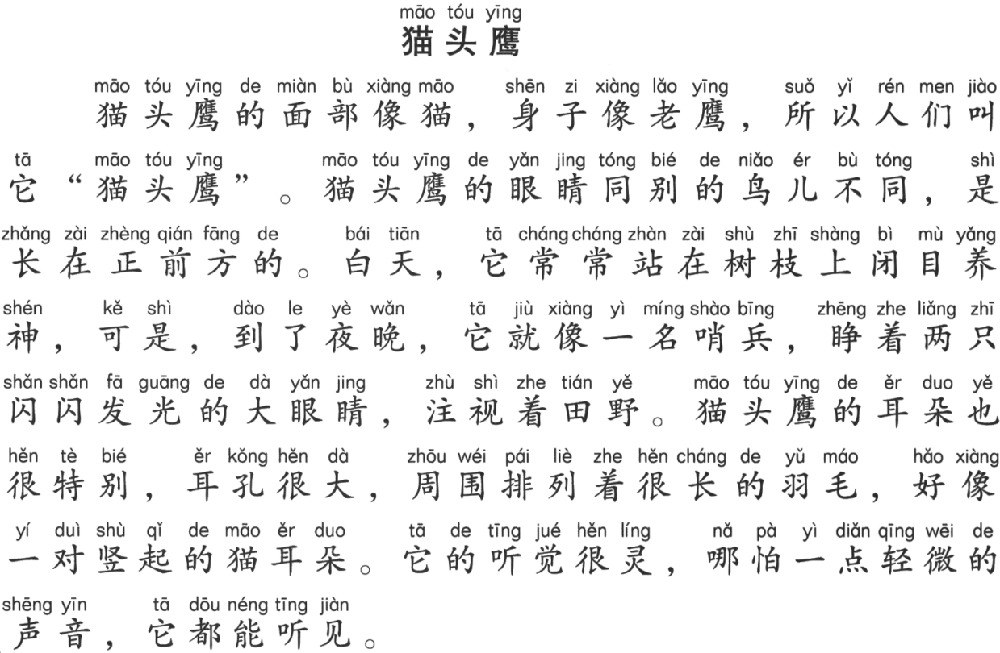 māo tóu yīng
猫头鹰
māo tóu yīng de miàn bù xiàng māo shēn zi xiàng lǎo yīng suǒ yǐ rén men jiào
猫头鹰的面部像猫，身子像老鹰，所以人们叫
tā māo tóu yīng māo tóu yīng de yǎn jing tóng bié de niǎo ér bù tóng shì
它“猫头鹰”。猫头鹰的眼睛同别的鸟儿不同，是
zhǎng zài zhèng qián fāng de bái tiān tā cháng cháng zhàn zài shù zhī shàng bì mù yǎng
长在正前方的。白天，它常常站在树枝上闭目养
shén kě shì dào le yè wǎn tā jiù xiàng yì míng shào bīng zhēng zhe liǎng zhī
神，可是，到了夜晚，它就像一名哨兵，睁着两只
shǎn shǎn fā guāng de dà yǎn jing zhù shì zhe tián yě māo tóu yīng de ěr duo yě
闪闪发光的大眼睛，注视着田野。猫头鹰的耳朵也
hěn tè bié ěr kǒng hěn dà zhōu wéi pái liè zhe hěn cháng de yǔ máo hǎo xiàng
很特别，耳孔很大，周围排列着很长的羽毛，好像
yí duì shù qǐ de māo ěr duo tā de tīng jué hěn líng nǎ pà yì diǎn qīng wēi de
一对竖起的猫耳朵。它的听觉很灵，哪怕一点轻微的
shēng yīn tā dōu néng tīng jiàn
声音，它都能听见。